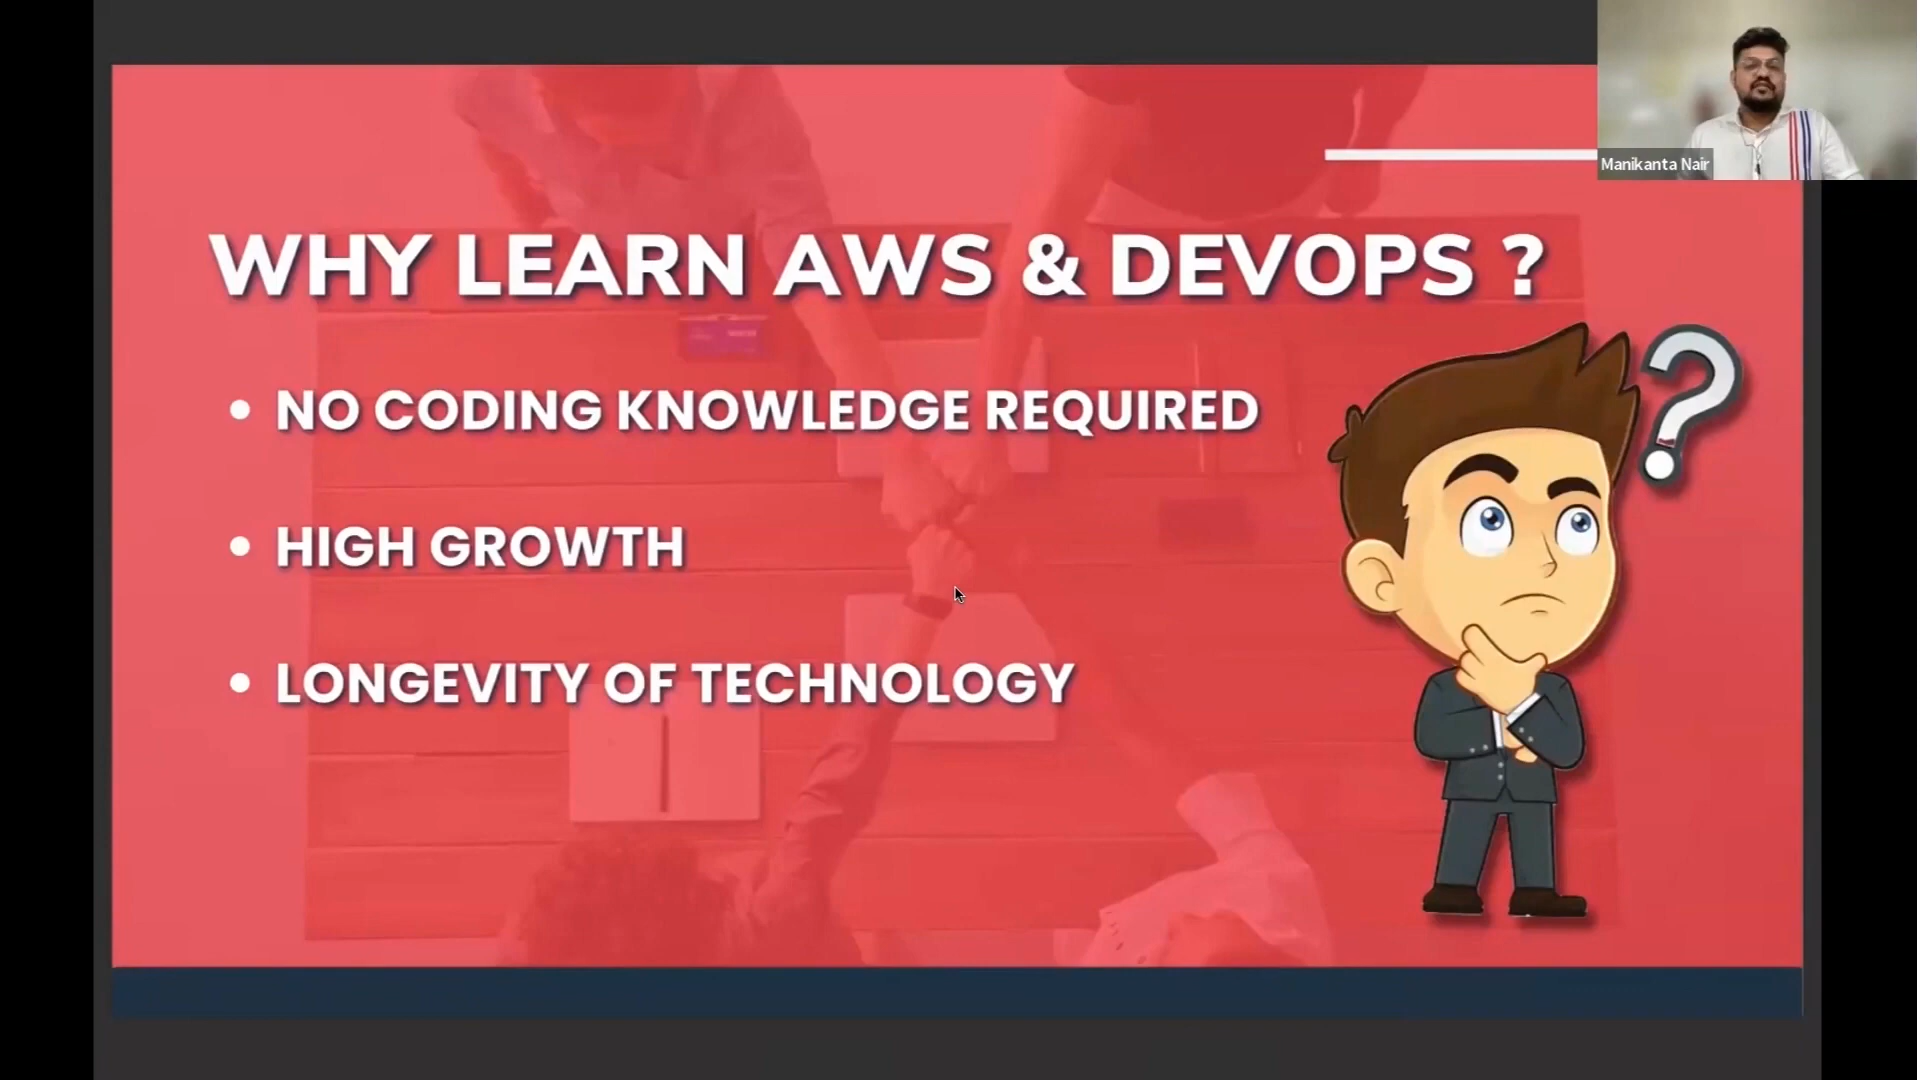 Manikanta Nair
WHY LEARN AWS & DEVOPS ?
• NO CODING KNOWLEDGE REQUIRED
• HIGH GROWTH
• LONGEVITY OF TECHNOLOGY